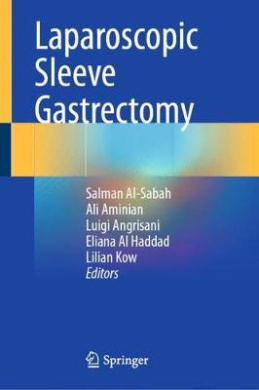 Laparoscopic
Sleeve
Gastrectomy
Salman Al-Sabah
Ali Aminian
Luigi Angrisani
Eliana Al Haddad
Lilian Kow
Editors
Springer